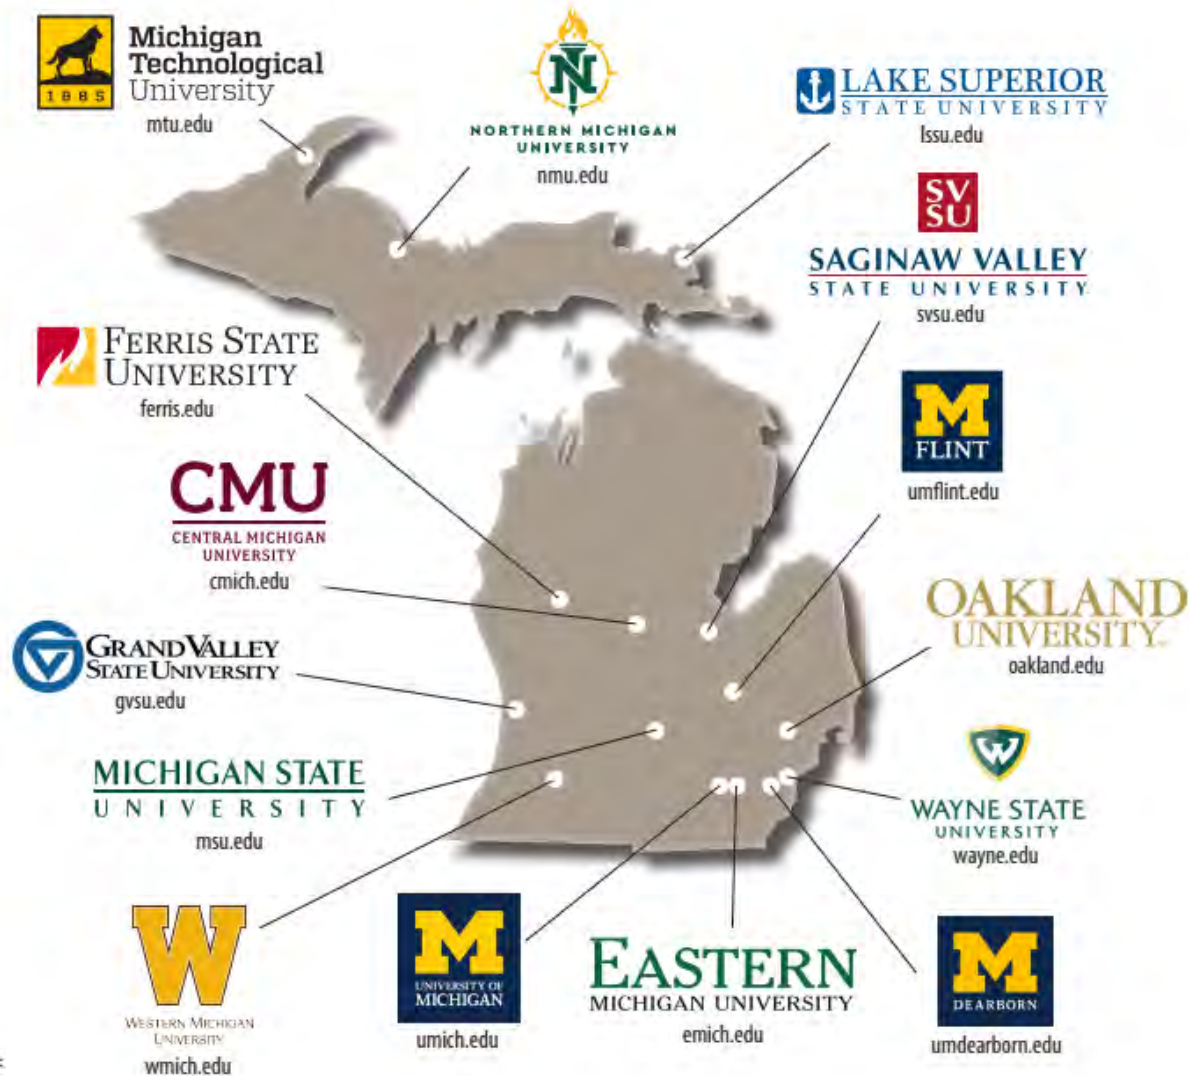 1885
Michigan
Technological
University
mtu.edu
NORTHERN MICHIGAN
UNIVERSITY
nmu.edu
LAKE SUPERIOR
STATE UNIVERSITY
lssu.edu
SV
SU
SAGINAW VALLEY
STATE UNIVERSITY
svsu.edu
FERRIS STATE
UNIVERSITY
ferris.edu
M
FLINT
umflint.edu
CMU
CENTRAL MICHIGAN
UNIVERSITY
cmich.edu
OAKLAND
UNIVERSITY™
oakland.edu
GRAND VALLEY
STATE UNIVERSITY
gvsu.edu
W
WAYNE STATE
UNIVERSITY
wayne.edu
MICHIGAN STATE
UNIVERSITY
msu.edu
W
WESTERN MICHIGAN
UNIVERSITY
wmich.edu
M
UNIVERSITY OF
MICHIGAN
umich.edu
EASTERN
MICHIGAN UNIVERSITY
emich.edu
M
DEARBORN
umdearborn.edu